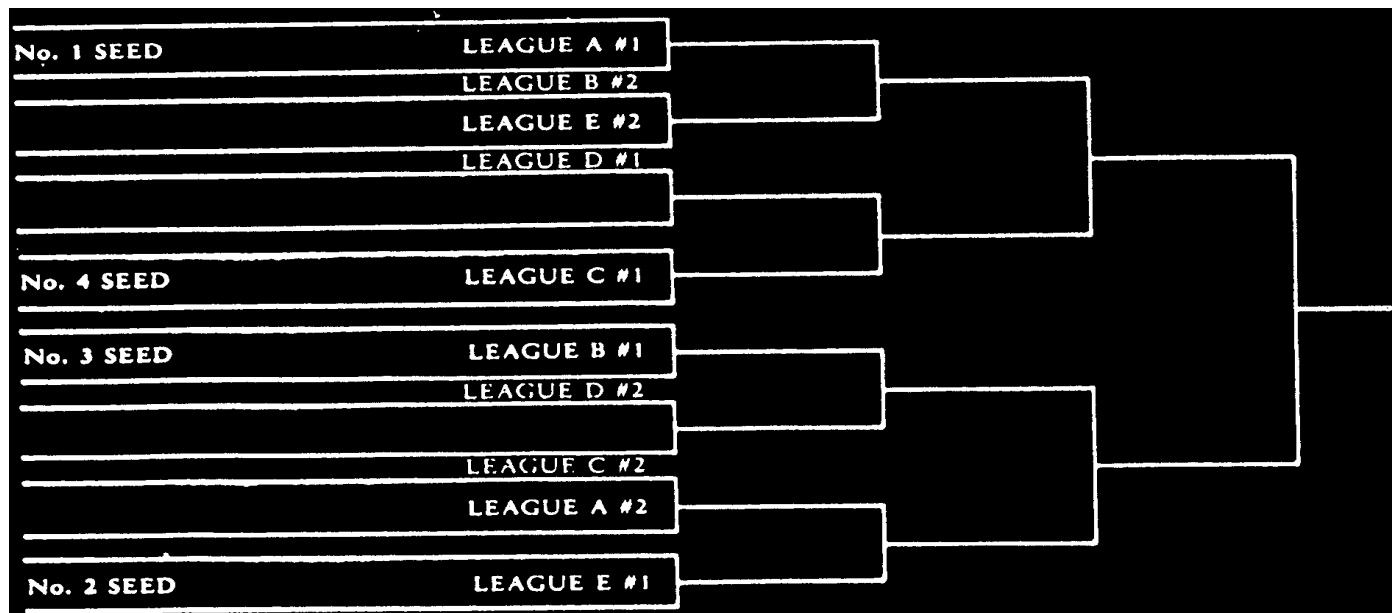 No. 1 SEED LEAGUE A #1
LEAGUE B #2
LEAGUE E #2
LEAGUE D #1
No. 4 SEED LEAGUE C #1
No. 3 SEED LEAGUE B #1
LEAGUE D #2
LEAGUE C #2
LEAGUE A #2
No. 2 SEED LEAGUE E #1